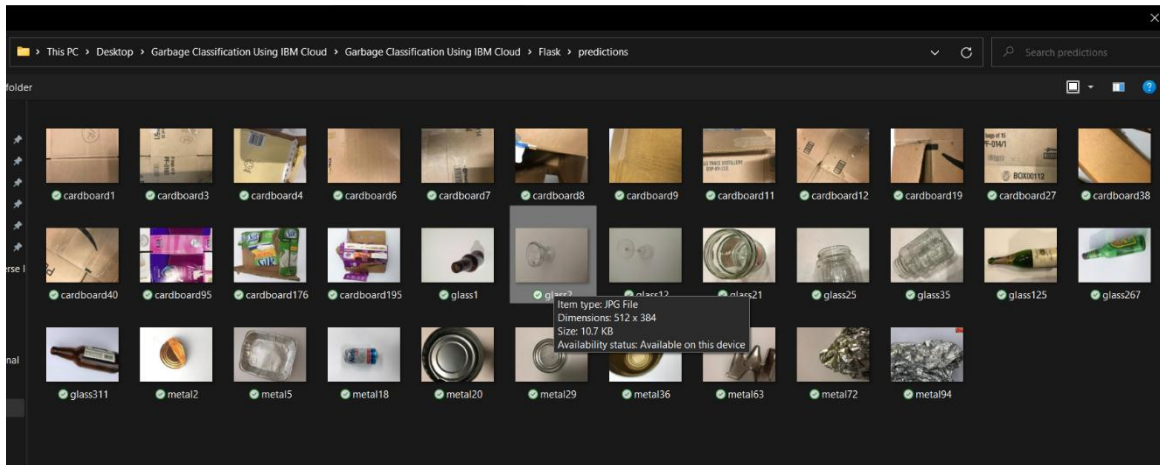 This PC > Desktop > Garbage Classification Using IBM Cloud > Garbage Classification Using IBM Cloud > Flask > predictions
Search predictions
folder
cardboard1 cardboard3 cardboard4 cardboard6 cardboard7 cardboard8 cardboard9 cardboard11 cardboard12 cardboard19 cardboard27 cardboard38
BOX00112
cardboard40 cardboard95 cardboard176 cardboard195 glass1 glass2 glass12 glass21 glass25 glass35 glass125 glass267
Item type: JPG File
Dimensions: 512 x 384
Size: 10.7 KB
Availability status: Available on this device
glass311 metal2 metal5 metal18 metal20 metal29 metal36 metal63 metal72 metal94